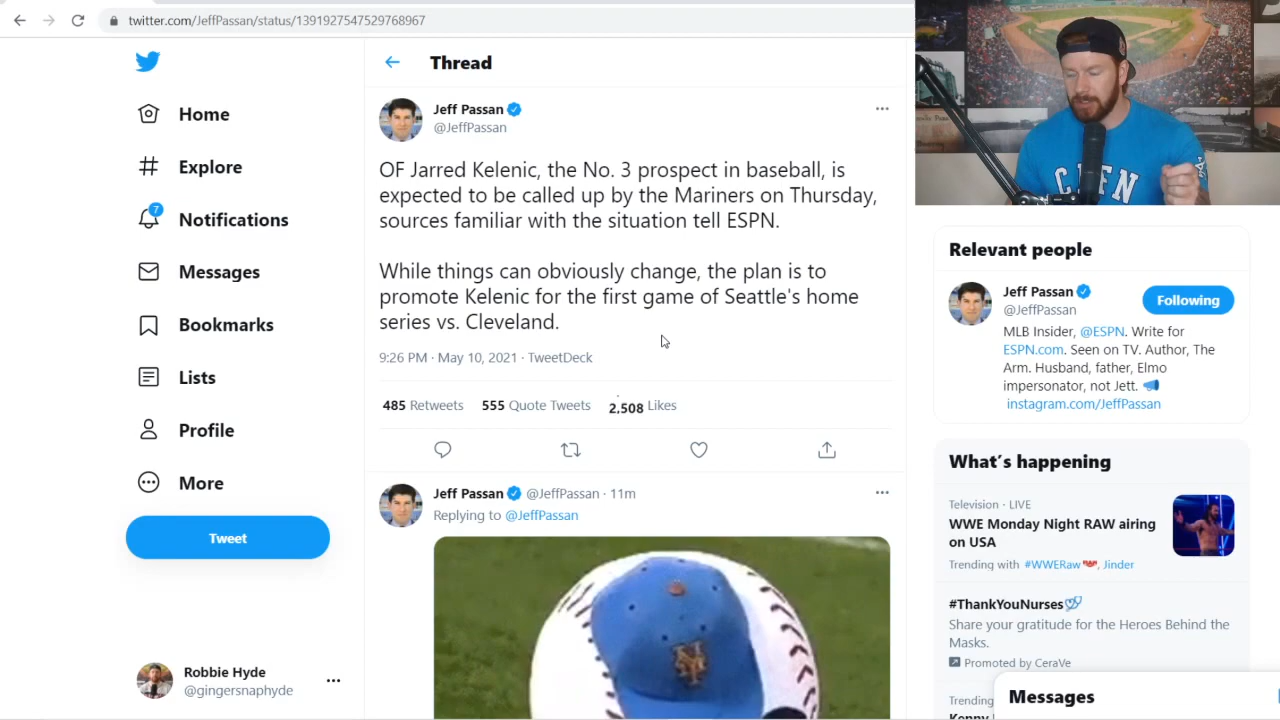 twitter.com/JeffPassan/status/1391927547529768967
Home
Explore
7
Notifications
Messages
Bookmarks
Lists
Profile
More
Tweet
Robbie Hyde
@gingersnaphyde
Thread
Jeff Passan
@JeffPassan
OF Jarred Kelenic, the No. 3 prospect in baseball, is
expected to be called up by the Mariners on Thursday,
sources familiar with the situation tell ESPN.
While things can obviously change, the plan is to
promote Kelenic for the first game of Seattle's home
series vs. Cleveland.
9:26 PM · May 10, 2021 · TweetDeck
485 Retweets 555 Quote Tweets 2,508 Likes
Jeff Passan @JeffPassan · 11m
Replying to @JeffPassan
NY
Relevant people
Jeff Passan
@JeffPassan
Following
MLB Insider, @ESPN. Write for
ESPN.com. Seen on TV. Author, The
Arm. Husband, father, Elmo
impersonator, not Jett.
instagram.com/JeffPassan
What's happening
Television · LIVE
WWE Monday Night RAW airing
on USA
Trending with #WWERaw, Jinder
#ThankYouNurses
Share your gratitude for the Heroes Behind the
Masks.
Promoted by CeraVe
Trending
Messages